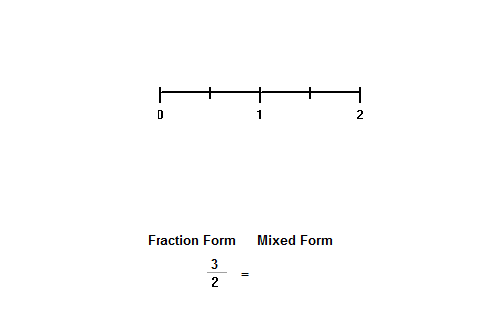 0 1 2
Fraction Form Mixed Form
3
2 =